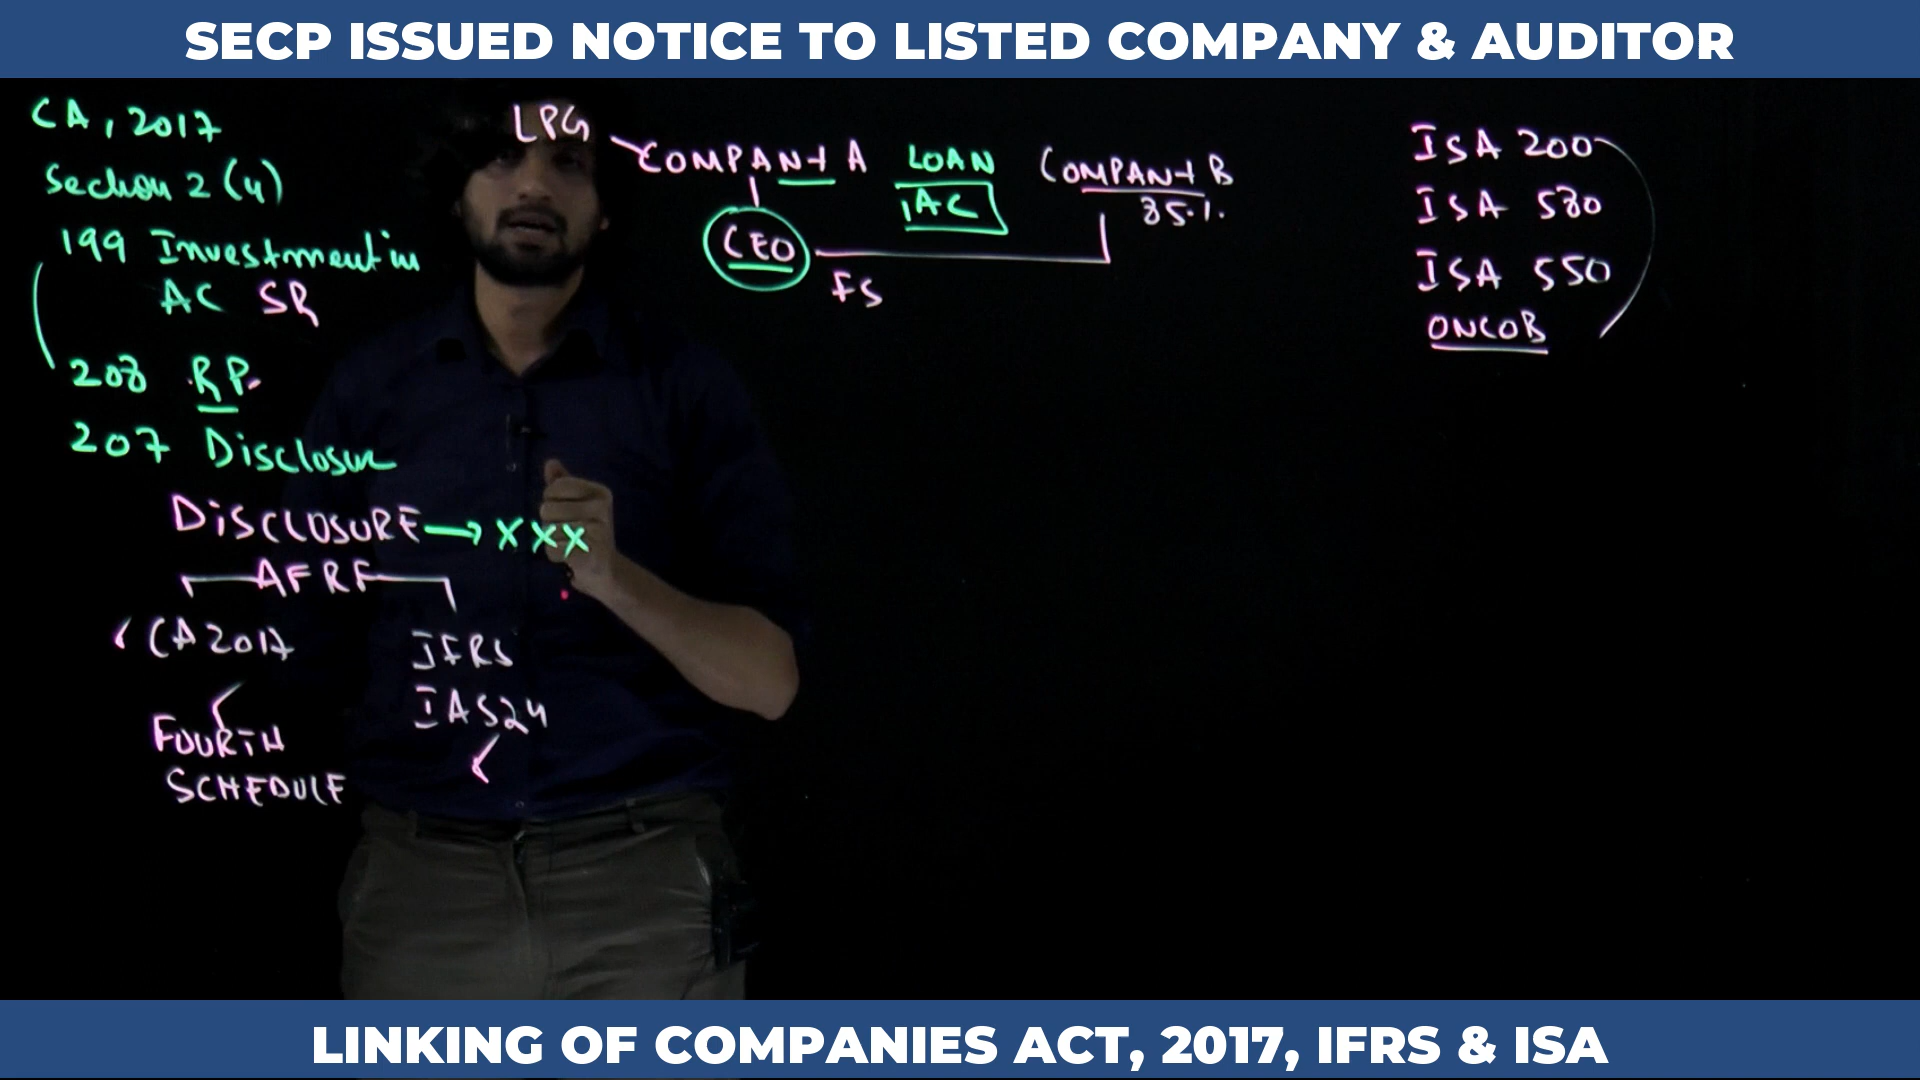 SECP ISSUED NOTICE TO LISTED COMPANY & AUDITOR
CA, 2017
Section 2 (4)
199 Investment in
AC SR
208 RP
207 Disclosure
DISCLOSURE → XXX
AFRF
CA 2017
IFRS
IAS24
FOURTH
SCHEDULE
LPG
COMPANY A LOAN COMPANY B
AC
85%
CEO
FS
ISA 200
ISA 580
ISA 550
ONCOB
LINKING OF COMPANIES ACT, 2017, IFRS & ISA